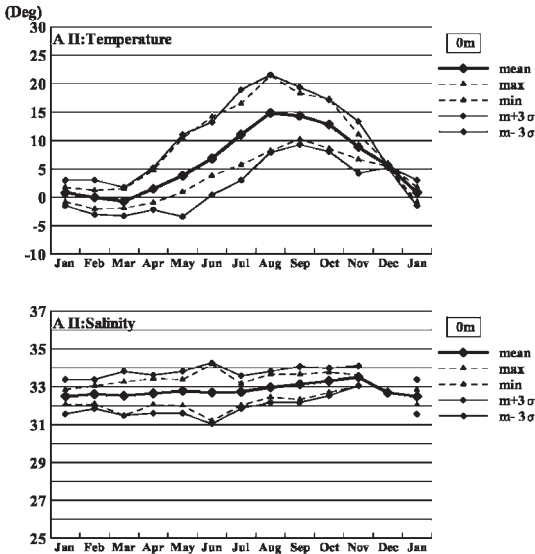 (Deg)
30
25
20
15
10
5
0
-5
-10
A II:Temperature
0m
mean
max
min
m+3σ
m- 3σ
Jan Feb Mar Apr May Jun Jul Aug Sep Oct Nov Dec Jan
37
35
33
31
29
27
25
A II:Salinity
0m
mean
max
min
m+3σ
m- 3σ
Jan Feb Mar Apr May Jun Jul Aug Sep Oct Nov Dec Jan